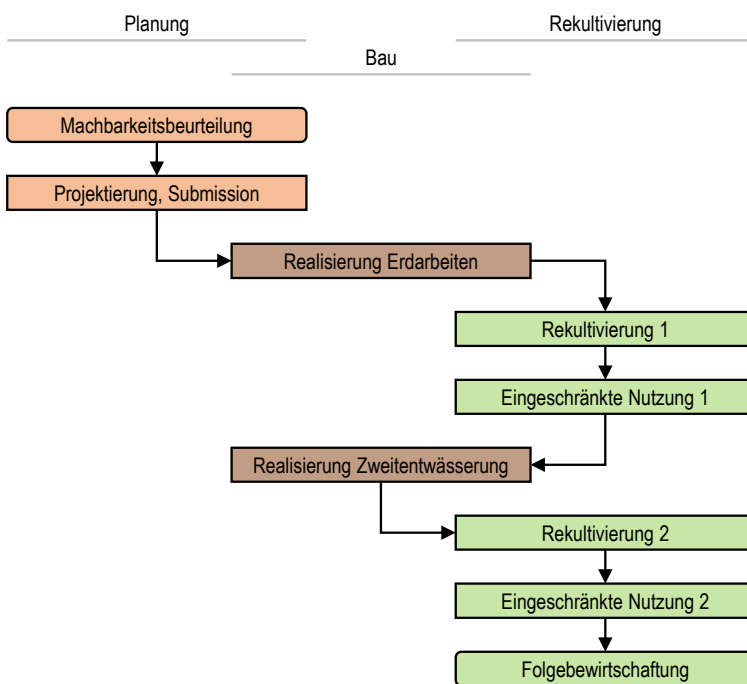 Planung
Rekultivierung
Bau
Machbarkeitsbeurteilung
Projektierung, Submission
Realisierung Erdarbeiten
Rekultivierung 1
Eingeschränkte Nutzung 1
Realisierung Zweitentwässerung
Rekultivierung 2
Eingeschränkte Nutzung 2
Folgebewirtschaftung